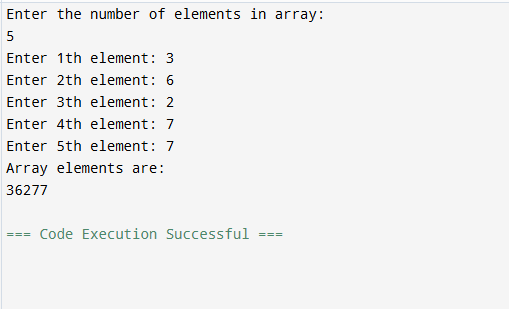 Enter the number of elements in array:
5
Enter 1th element: 3
Enter 2th element: 6
Enter 3th element: 2
Enter 4th element: 7
Enter 5th element: 7
Array elements are:
36277
=== Code Execution Successful ===